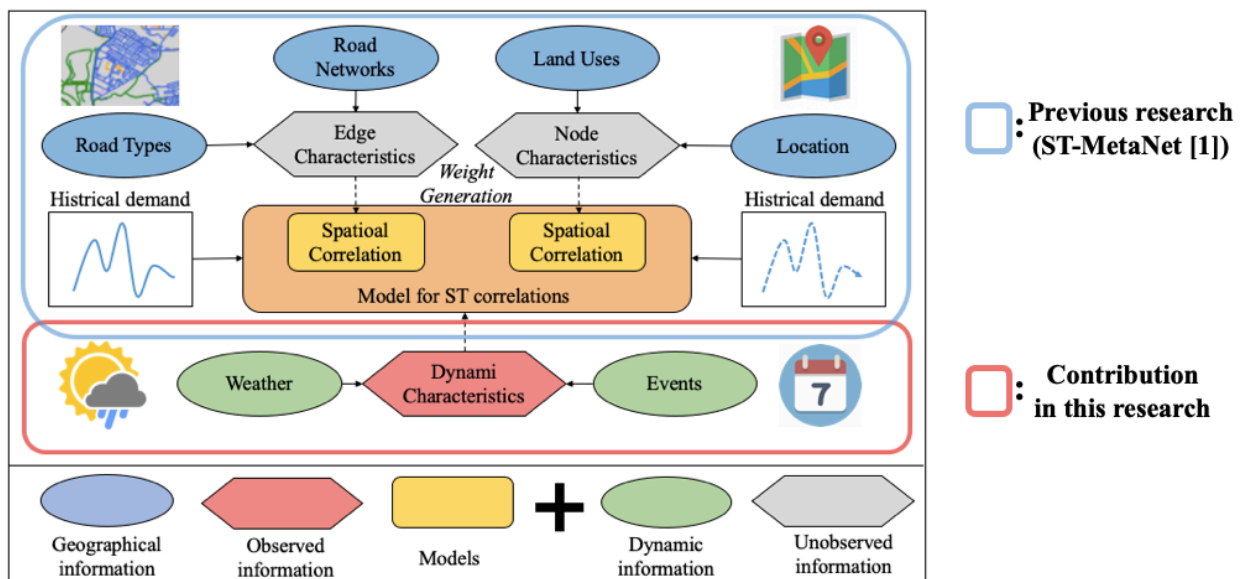 Road
Networks
Land Uses
Road Types
Edge
Characteristics
Node
Characteristics
Location
Weight
Generation
Histrical demand
Histrical demand
Spatioal
Correlation
Spatioal
Correlation
Model for ST correlations
Weather
Dynami
Characteristics
Events
7
Geographical
information
Observed
information
Models
Dynamic
information
Unobserved
information
: Previous research
(ST-MetaNet [1])
: Contribution
in this research